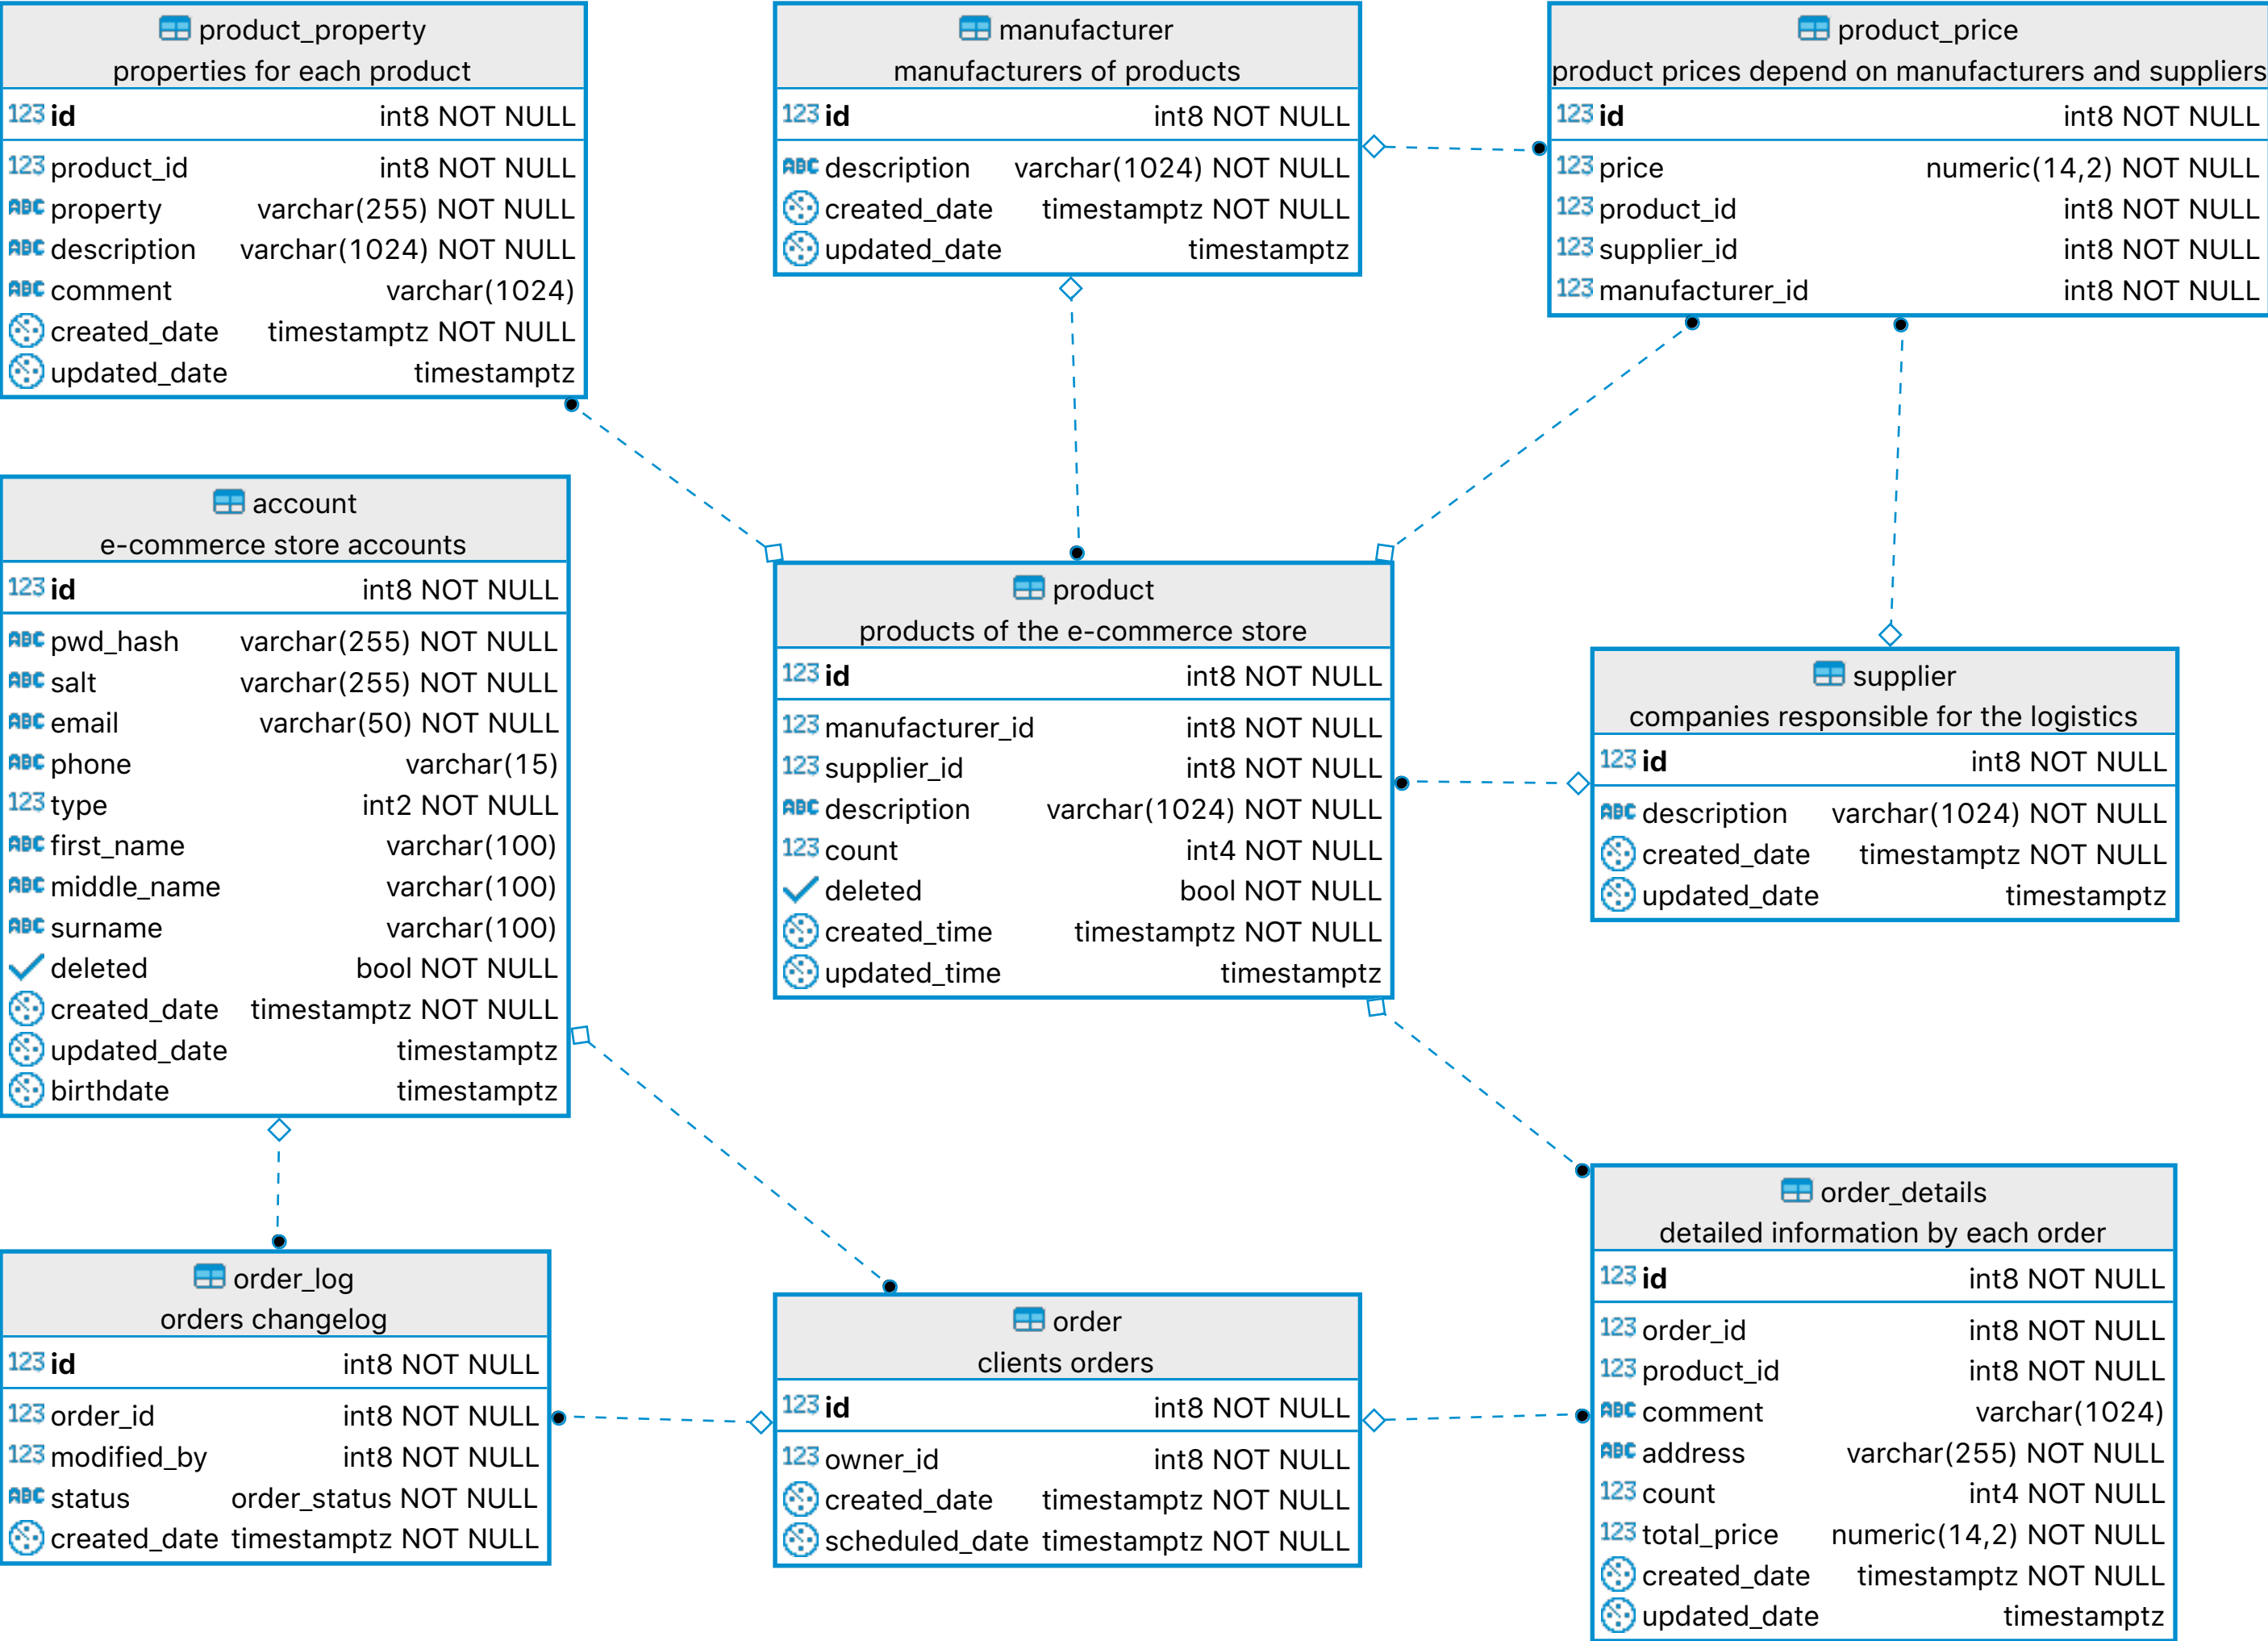 product_property
properties for each product
123 id int8 NOT NULL
123 product_id int8 NOT NULL
ABC property varchar(255) NOT NULL
ABC description varchar(1024) NOT NULL
ABC comment varchar(1024)
created_date timestamptz NOT NULL
updated_date timestamptz
manufacturer
manufacturers of products
123 id int8 NOT NULL
ABC description varchar(1024) NOT NULL
created_date timestamptz NOT NULL
updated_date timestamptz
product_price
product prices depend on manufacturers and suppliers
123 id int8 NOT NULL
123 price numeric(14,2) NOT NULL
123 product_id int8 NOT NULL
123 supplier_id int8 NOT NULL
123 manufacturer_id int8 NOT NULL
account
e-commerce store accounts
123 id int8 NOT NULL
ABC pwd_hash varchar(255) NOT NULL
ABC salt varchar(255) NOT NULL
ABC email varchar(50) NOT NULL
ABC phone varchar(15)
123 type int2 NOT NULL
ABC first_name varchar(100)
ABC middle_name varchar(100)
ABC surname varchar(100)
deleted bool NOT NULL
created_date timestamptz NOT NULL
updated_date timestamptz
birthdate timestamptz
product
products of the e-commerce store
123 id int8 NOT NULL
123 manufacturer_id int8 NOT NULL
123 supplier_id int8 NOT NULL
ABC description varchar(1024) NOT NULL
123 count int4 NOT NULL
deleted bool NOT NULL
created_time timestamptz NOT NULL
updated_time timestamptz
supplier
companies responsible for the logistics
123 id int8 NOT NULL
ABC description varchar(1024) NOT NULL
created_date timestamptz NOT NULL
updated_date timestamptz
order_log
orders changelog
123 id int8 NOT NULL
123 order_id int8 NOT NULL
123 modified_by int8 NOT NULL
ABC status order_status NOT NULL
created_date timestamptz NOT NULL
order
clients orders
123 id int8 NOT NULL
123 owner_id int8 NOT NULL
created_date timestamptz NOT NULL
scheduled_date timestamptz NOT NULL
order_details
detailed information by each order
123 id int8 NOT NULL
123 order_id int8 NOT NULL
123 product_id int8 NOT NULL
ABC comment varchar(1024)
ABC address varchar(255) NOT NULL
123 count int4 NOT NULL
123 total_price numeric(14,2) NOT NULL
created_date timestamptz NOT NULL
updated_date timestamptz